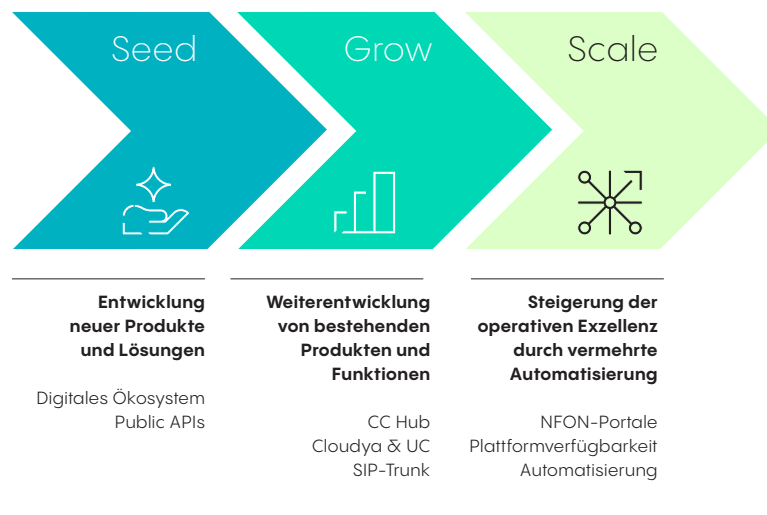 Seed
Grow
Scale
Entwicklung
neuer Produkte
und Lösungen
Digitales Ökosystem
Public APIs
Weiterentwicklung
von bestehenden
Produkten und
Funktionen
CC Hub
Cloudya & UC
SIP-Trunk
Steigerung der
operativen Exzellenz
durch vermehrte
Automatisierung
NFON-Portale
Plattformverfügbarkeit
Automatisierung